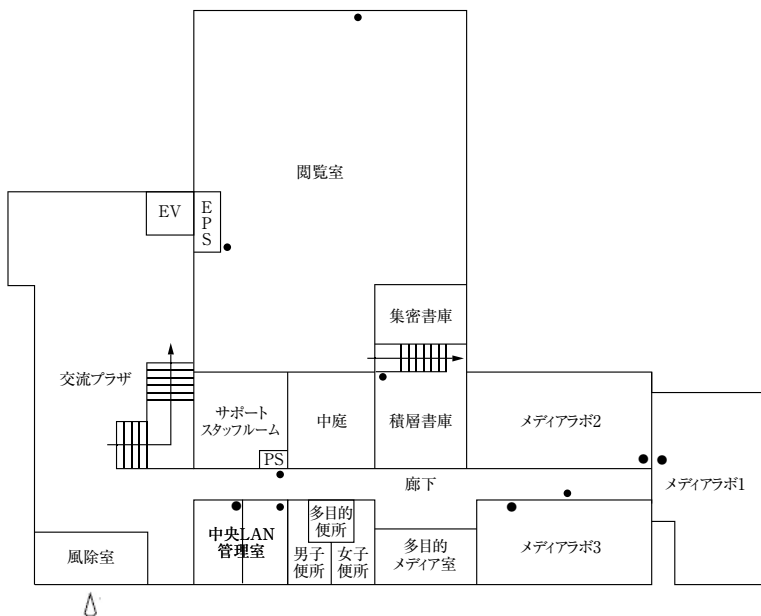 閲覧室
EV
EPS
集密書庫
交流プラザ
サポート
スタッフルーム
中庭
積層書庫
メディアラボ2
PS
廊下
メディアラボ1
中央LAN
管理室
多目的
便所
男子
便所
女子
便所
多目的
メディア室
メディアラボ3
風除室